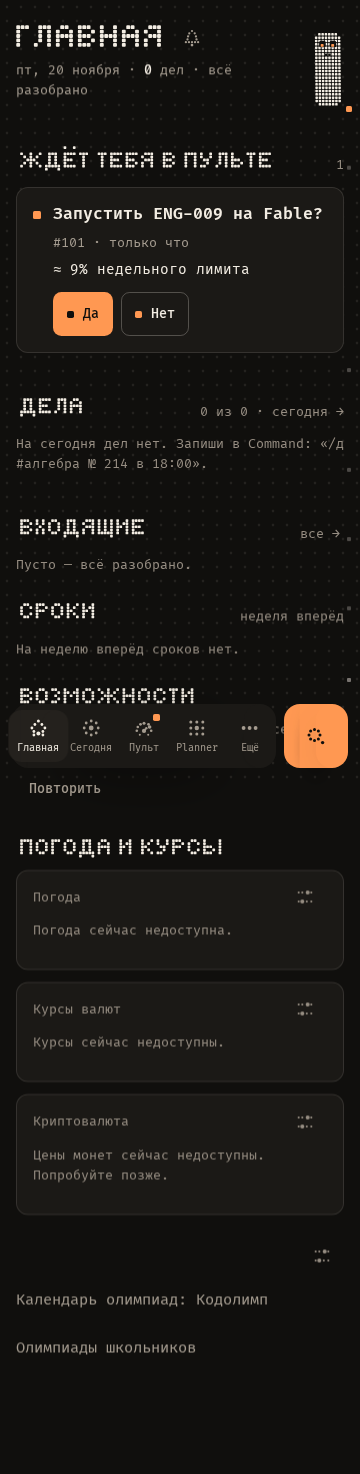 ГЛАВНАЯ
пт, 20 ноября · 0 дел · всё
разобрано
ЖДЁТ ТЕБЯ В ПУЛЬТЕ 1
Запустить ENG-009 на Fable?
#101 · только что
≈ 9% недельного лимита
Да Нет
ДЕЛА 0 из 0 · сегодня →
На сегодня дел нет. Запиши в Command: «/д
#алгебра № 214 в 18:00».
ВХОДЯЩИЕ все →
Пусто — всё разобрано.
СРОКИ неделя вперёд
На неделю вперёд сроков нет.
ВОЗМОЖНОСТИ
Главная Сегодня Пульт Planner Ещё
Повторить
ПОГОДА И КУРСЫ
Погода
Погода сейчас недоступна.
Курсы валют
Курсы сейчас недоступны.
Криптовалюта
Цены монет сейчас недоступны.
Попробуйте позже.
Календарь олимпиад: Кодолимп
Олимпиады школьников